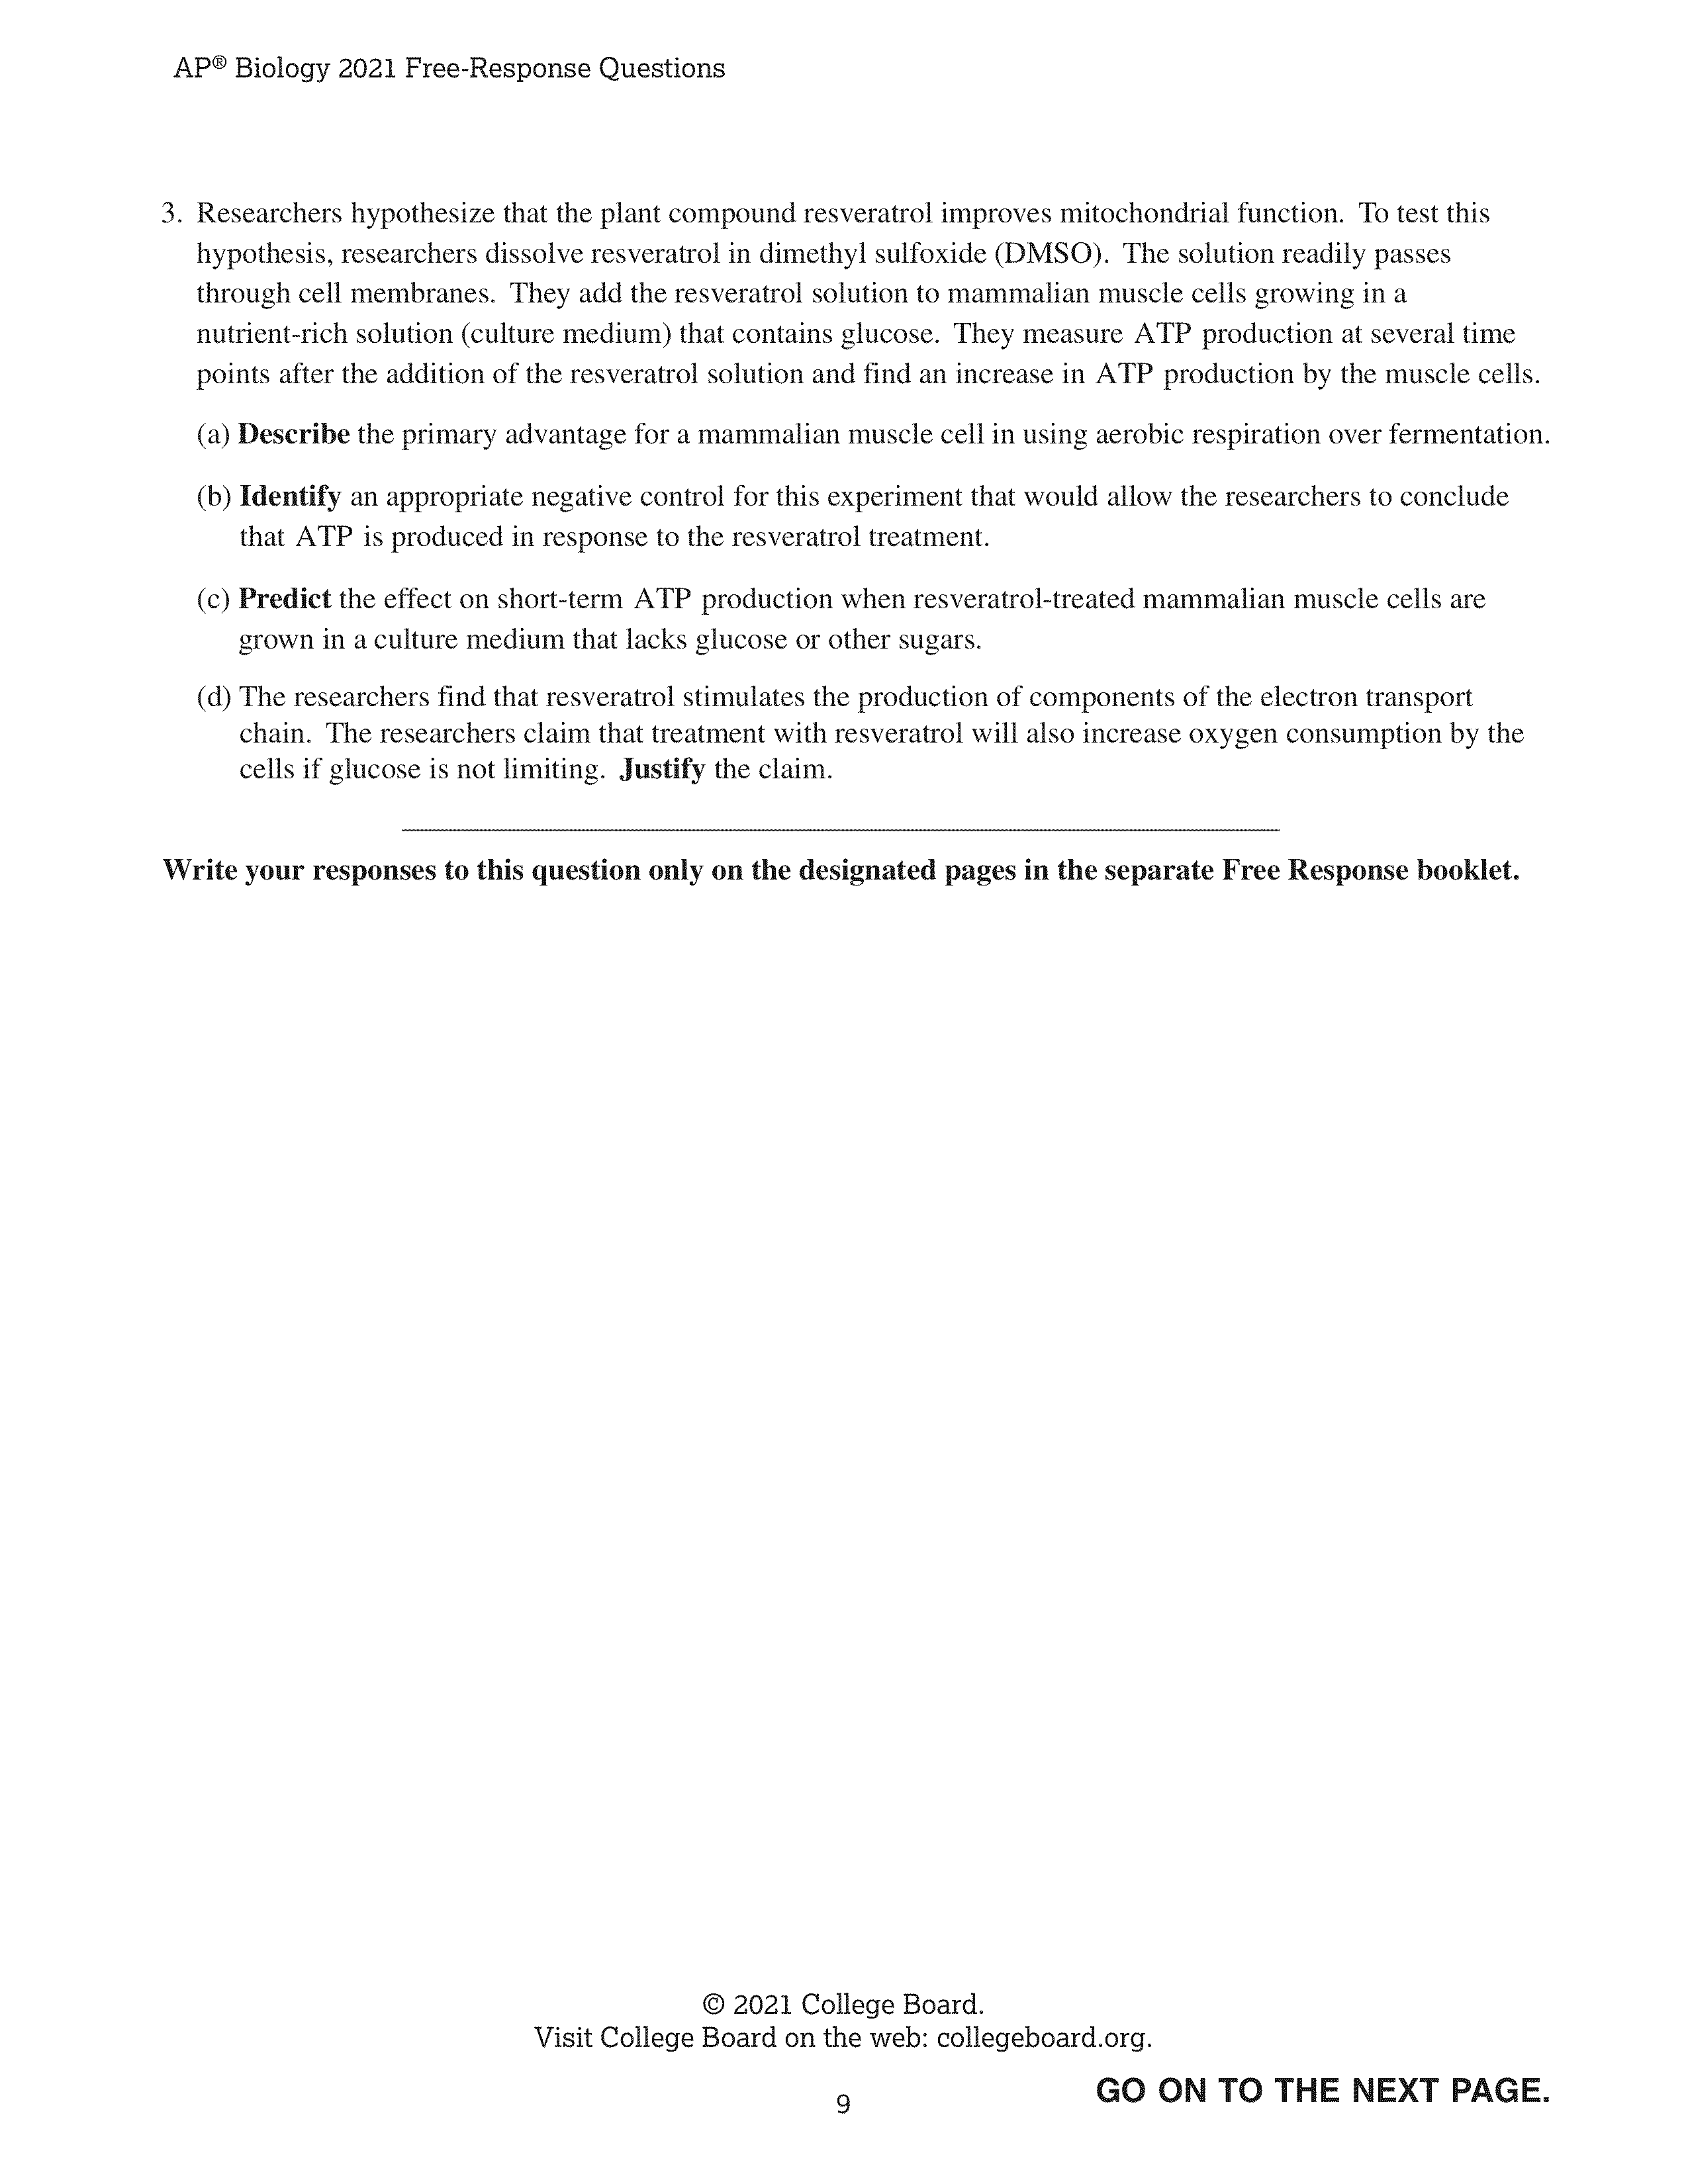 AP® Biology 2021 Free-Response Questions
3. Researchers hypothesize that the plant compound resveratrol improves mitochondrial function. To test this
hypothesis, researchers dissolve resveratrol in dimethyl sulfoxide (DMSO). The solution readily passes
through cell membranes. They add the resveratrol solution to mammalian muscle cells growing in a
nutrient-rich solution (culture medium) that contains glucose. They measure ATP production at several time
points after the addition of the resveratrol solution and find an increase in ATP production by the muscle cells.
(a) Describe the primary advantage for a mammalian muscle cell in using aerobic respiration over fermentation.
(b) Identify an appropriate negative control for this experiment that would allow the researchers to conclude
that ATP is produced in response to the resveratrol treatment.
(c) Predict the effect on short-term ATP production when resveratrol-treated mammalian muscle cells are
grown in a culture medium that lacks glucose or other sugars.
(d) The researchers find that resveratrol stimulates the production of components of the electron transport
chain. The researchers claim that treatment with resveratrol will also increase oxygen consumption by the
cells if glucose is not limiting. Justify the claim.
Write your responses to this question only on the designated pages in the separate Free Response booklet.
© 2021 College Board.
Visit College Board on the web: collegeboard.org.
GO ON TO THE NEXT PAGE.
9